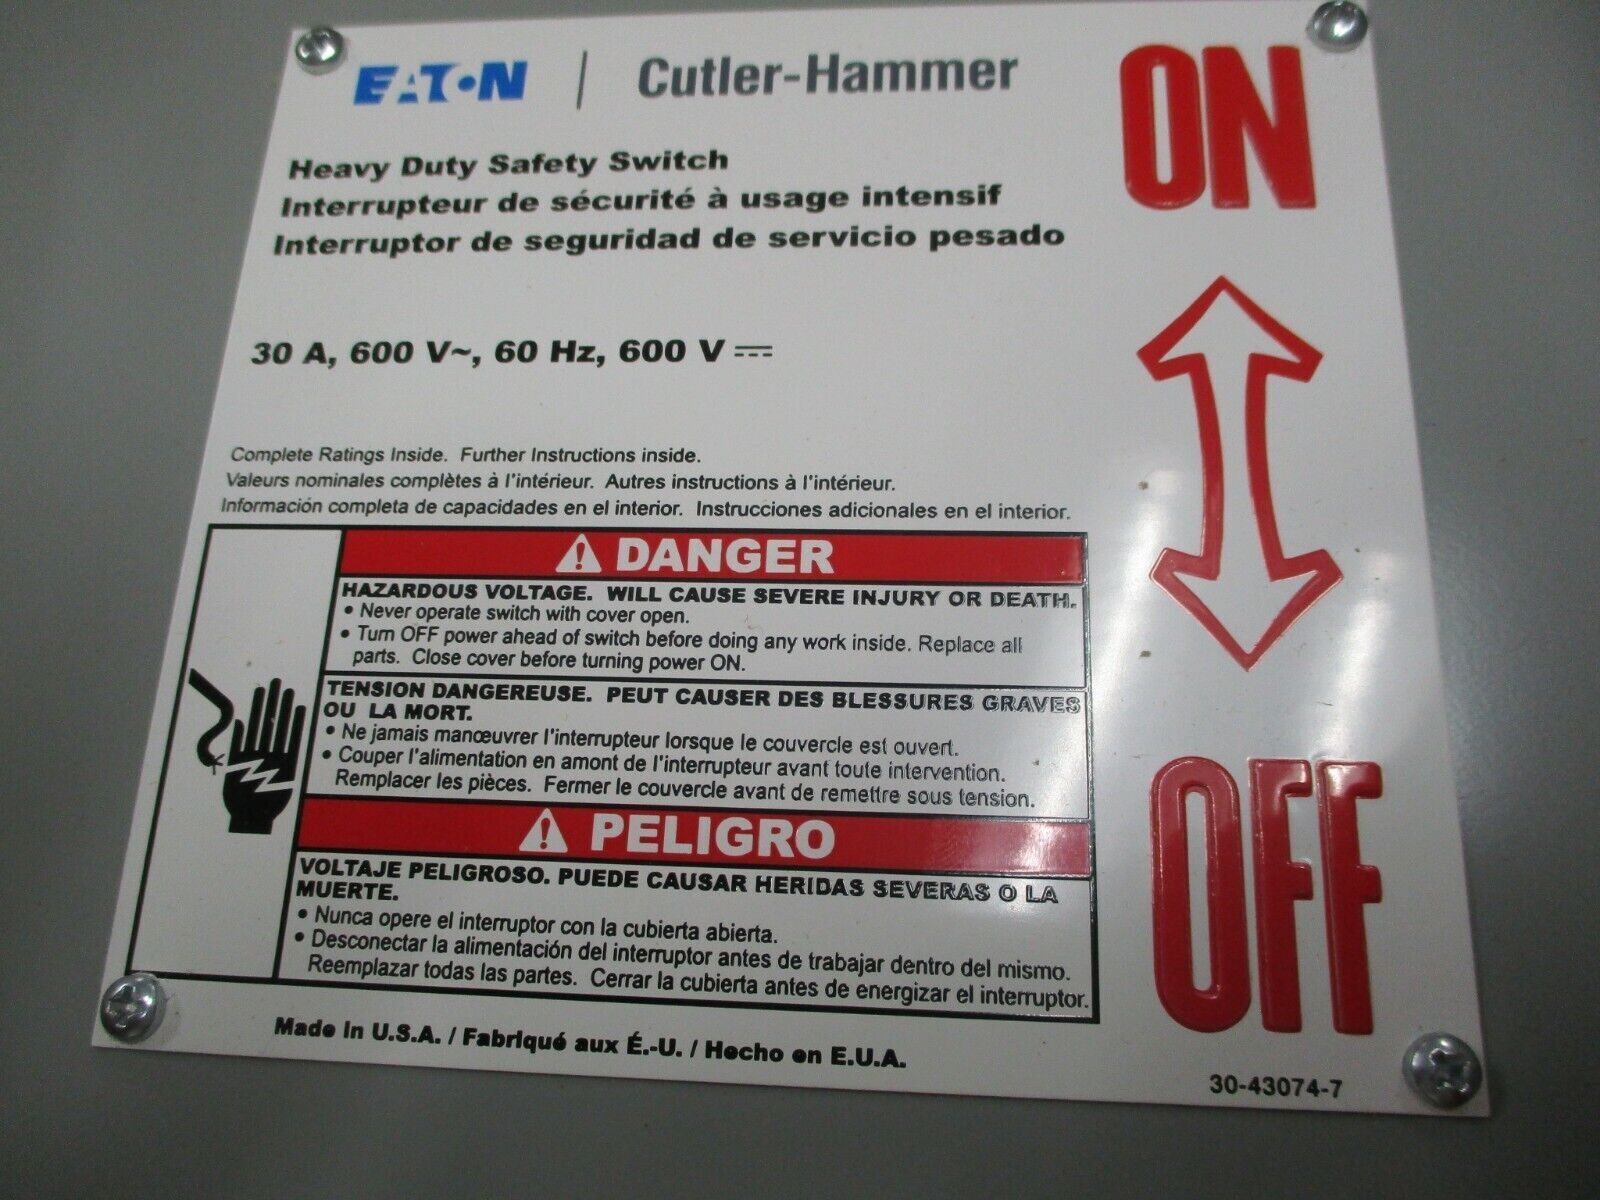 EATON | Cutler-Hammer
ON
Heavy Duty Safety Switch
Interrupteur de sécurité à usage intensif
Interruptor de seguridad de servicio pesado
30 A, 600 V~, 60 Hz, 600 V ⎓
Complete Ratings Inside. Further Instructions inside.
Valeurs nominales complètes à l'intérieur. Autres instructions à l'intérieur.
Información completa de capacidades en el interior. Instrucciones adicionales en el interior.
⚠ DANGER
HAZARDOUS VOLTAGE. WILL CAUSE SEVERE INJURY OR DEATH.
• Never operate switch with cover open.
• Turn OFF power ahead of switch before doing any work inside. Replace all
parts. Close cover before turning power ON.
TENSION DANGEREUSE. PEUT CAUSER DES BLESSURES GRAVES
OU LA MORT.
• Ne jamais manœuvrer l'interrupteur lorsque le couvercle est ouvert.
• Couper l'alimentation en amont de l'interrupteur avant toute intervention.
Remplacer les pièces. Fermer le couvercle avant de remettre sous tension.
⚠ PELIGRO
VOLTAJE PELIGROSO. PUEDE CAUSAR HERIDAS SEVERAS O LA
MUERTE.
• Nunca opere el interruptor con la cubierta abierta.
• Desconectar la alimentación del interruptor antes de trabajar dentro del mismo.
Reemplazar todas las partes. Cerrar la cubierta antes de energizar el interruptor.
OFF
Made in U.S.A. / Fabriqué aux É.-U. / Hecho en E.U.A.
30-43074-7